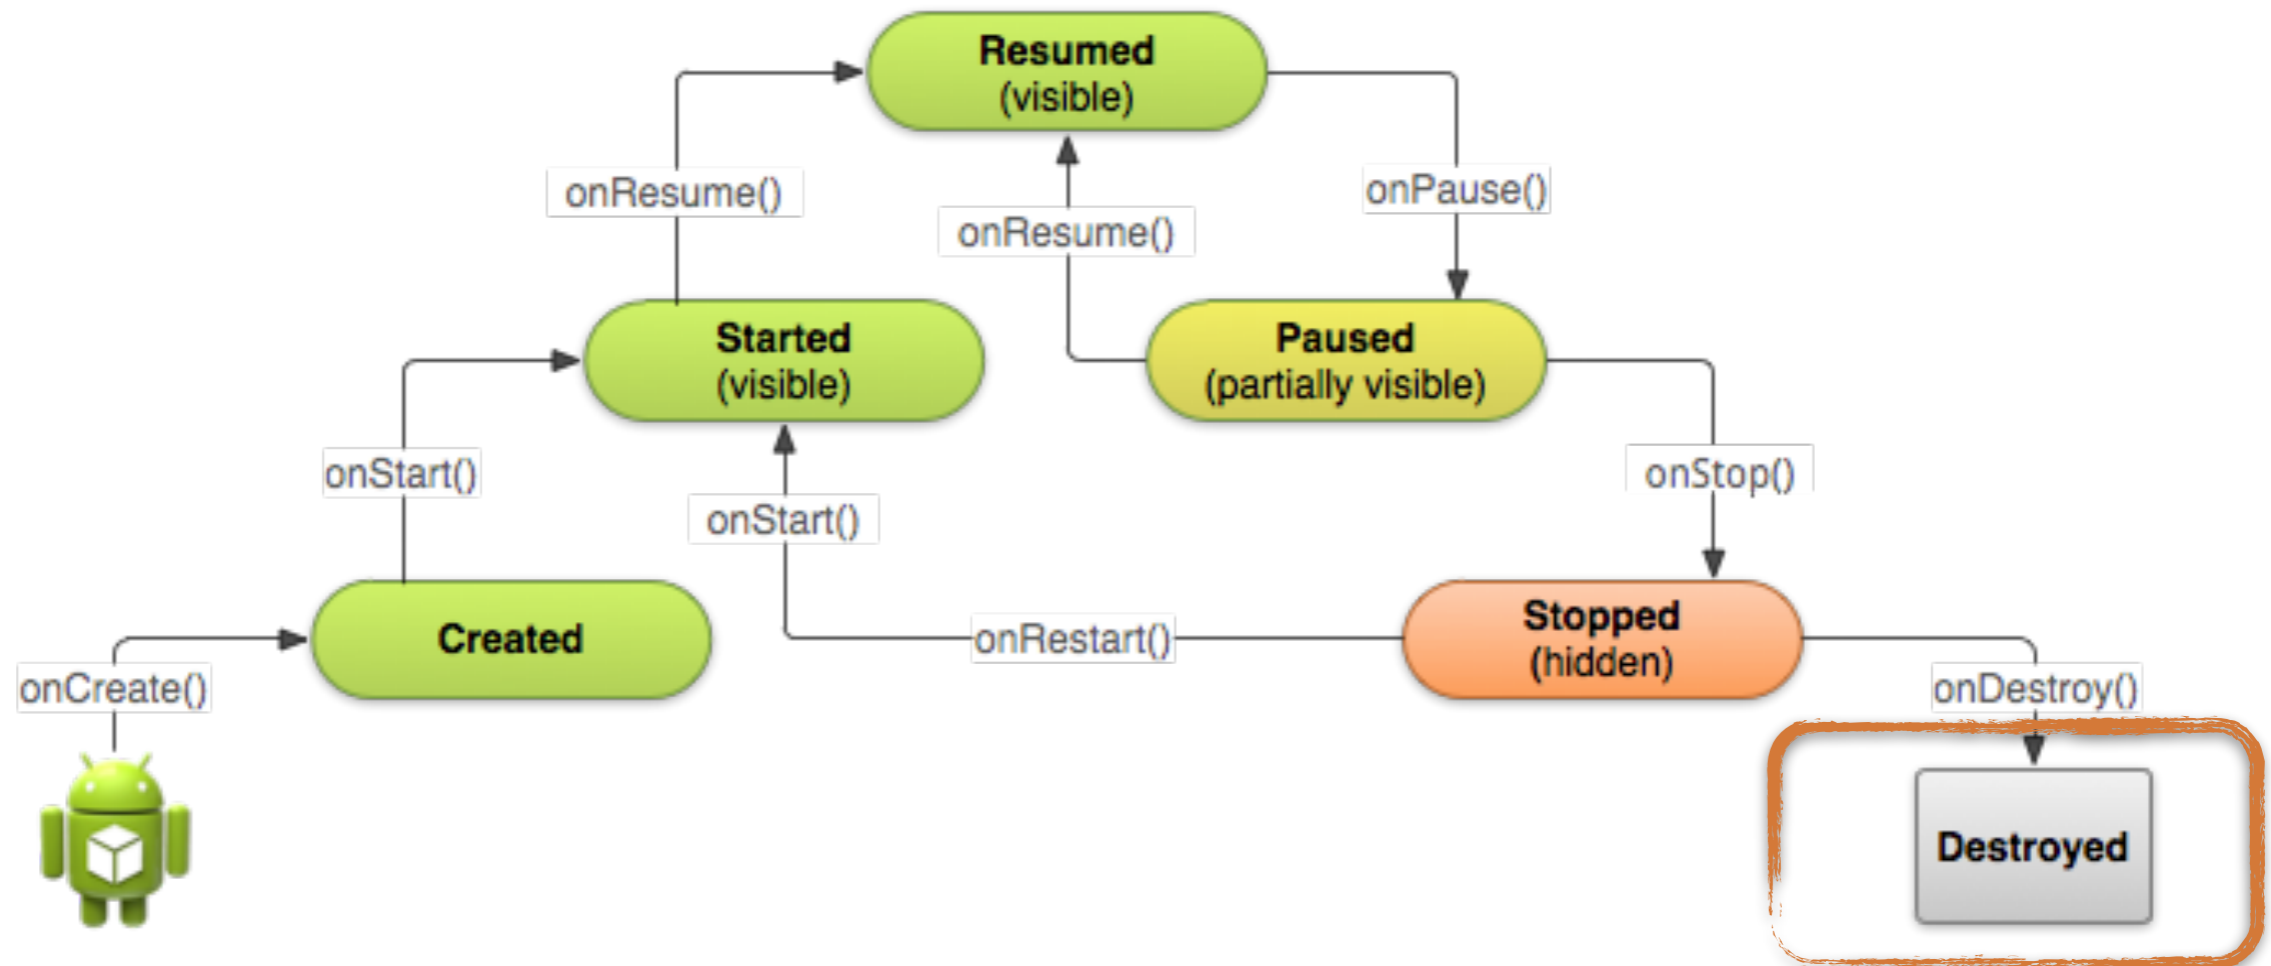 Resumed
(visible)
onResume()
onPause()
onResume()
Started
(visible)
Paused
(partially visible)
onStart()
onStop()
onStart()
Created
onRestart()
Stopped
(hidden)
onCreate()
onDestroy()
Destroyed